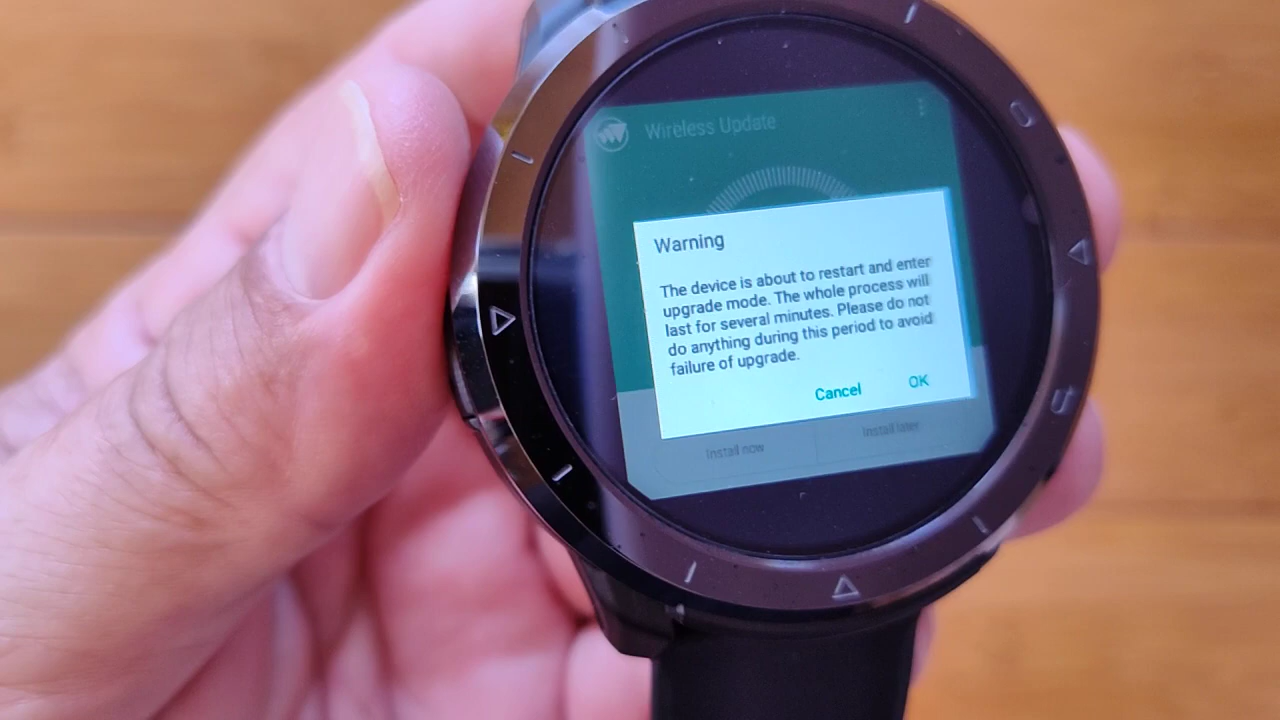 Wireless Update
Warning
The device is about to restart and enter
upgrade mode. The whole process will
last for several minutes. Please do not
do anything during this period to avoid
failure of upgrade.
Cancel OK
Install now Install later